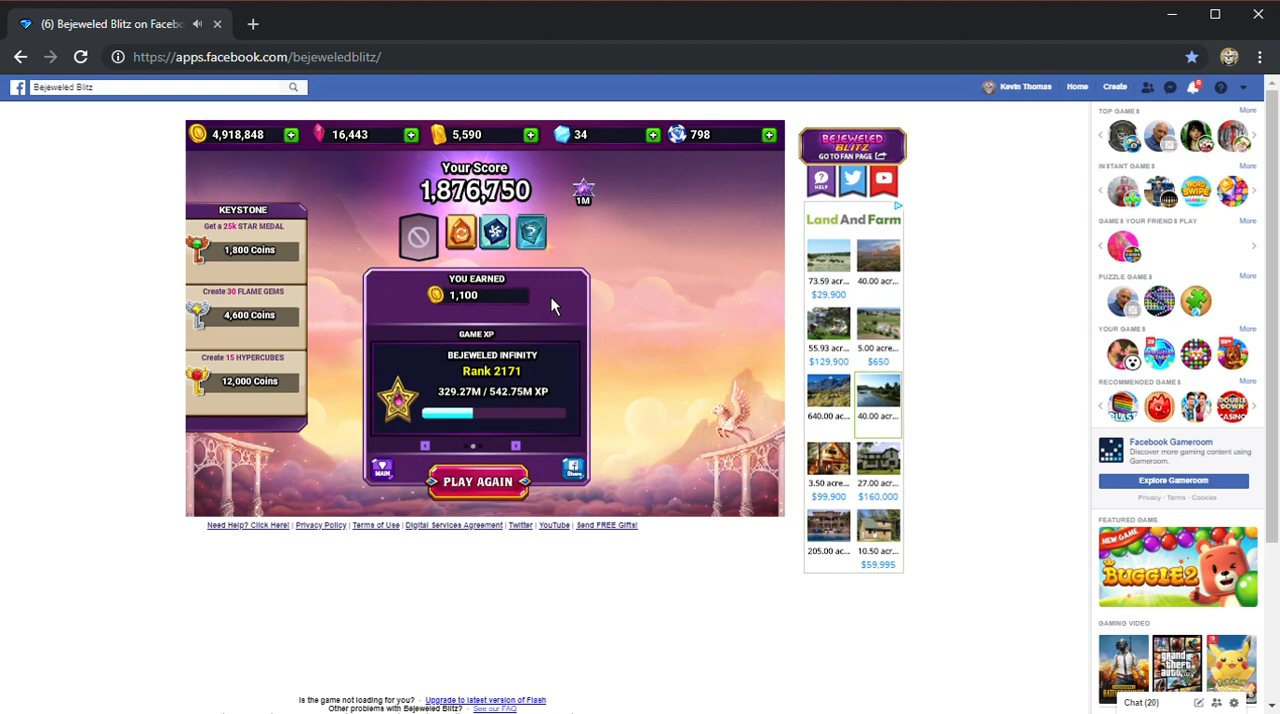 (6) Bejeweled Blitz on Facebo
https://apps.facebook.com/bejeweledblitz/
Bejeweled Blitz
Kevin Thomas
Home
Create
4,918,848
16,443
5,590
34
798
Your Score
1,876,750
1M
KEYSTONE
Get a 25k STAR MEDAL
1,800 Coins
Create 30 FLAME GEMS
4,600 Coins
Create 15 HYPERCUBES
12,000 Coins
YOU EARNED
1,100
GAME XP
BEJEWELED INFINITY
Rank 2171
329.27M / 542.75M XP
MAIN
PLAY AGAIN
Share
Need Help? Click Here! | Privacy Policy | Terms of Use | Digital Services Agreement | Twitter | YouTube | Send FREE Gifts!
BEJEWELED
BLITZ
GO TO FAN PAGE
HELP
LAND AND FARM
73.59 acr... 40.00 acr...
$29,900
55.93 acr... 5.00 acre...
$129,900 $650
640.00 ac... 40.00 acr...
3.50 acre... 27.00 acr...
$99,900 $160,000
205.00 ac... 10.50 acr...
$59,995
TOP GAMES More
INSTANT GAMES More
WORD
SWIPE
GAMES YOUR FRIENDS PLAY More
PUZZLE GAMES More
YOUR GAMES More
RECOMMENDED GAMES More
BLAST
DOUBLE
DOWN
CASINO
Facebook Gameroom
Discover more gaming content using
Gameroom.
Explore Gameroom
Privacy · Terms · Cookies
FEATURED GAME
NEW GAME
BUGGLE2
GAMING VIDEO
Chat (20)
Is the game not loading for you? - Upgrade to latest version of Flash
Other problems with Bejeweled Blitz? - See our FAQ